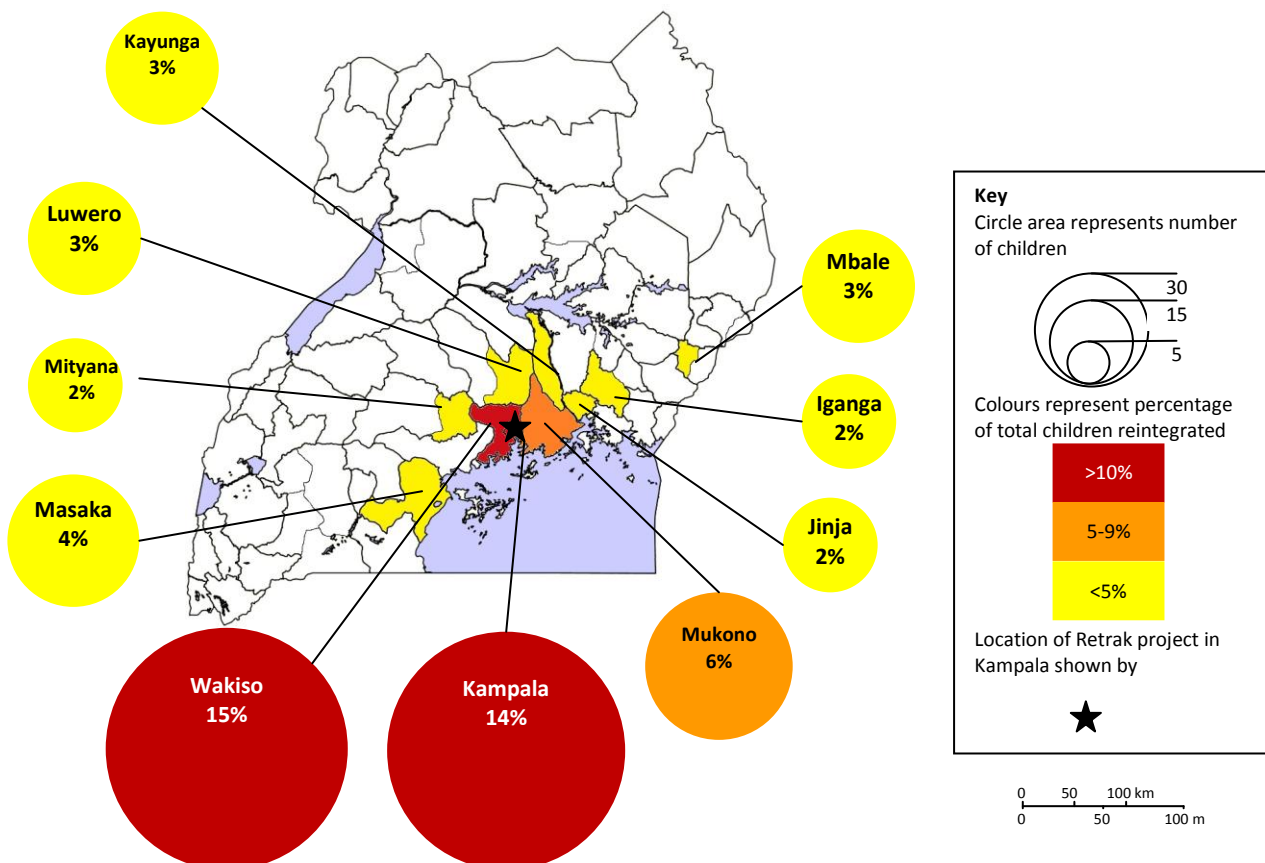 Kayunga
3%
Luwero
3%
Mbale
3%
Mityana
2%
Iganga
2%
Masaka
4%
Jinja
2%
Mukono
6%
Wakiso
15%
Kampala
14%
Key
Circle area represents number
of children
30
15
5
Colours represent percentage
of total children reintegrated
>10%
5-9%
<5%
Location of Retrak project in
Kampala shown by
0 50 100 km
0 50 100 m